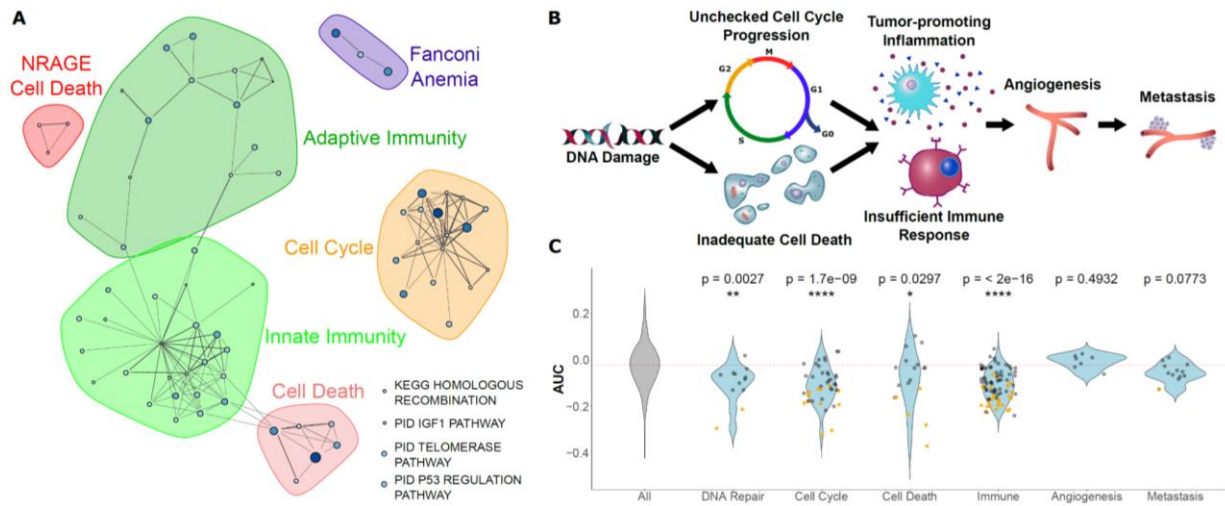 A
NRAGE
Cell Death
Fanconi
Anemia
Adaptive Immunity
Cell Cycle
Innate Immunity
Cell Death
KEGG HOMOLOGOUS
RECOMBINATION
PID IGF1 PATHWAY
PID TELOMERASE
PATHWAY
PID P53 REGULATION
PATHWAY
B
Unchecked Cell Cycle
Progression
M
G2
G1
S
G0
DNA Damage
Inadequate Cell Death
Tumor-promoting
Inflammation
Insufficient Immune
Response
Angiogenesis
Metastasis
C
p = 0.0027 p = 1.7e−09 p = 0.0297 p = < 2e−16 p = 0.4932 p = 0.0773
** **** * ****
AUC
0.2
0.0
−0.2
−0.4
All DNA Repair Cell Cycle Cell Death Immune Angiogenesis Metastasis